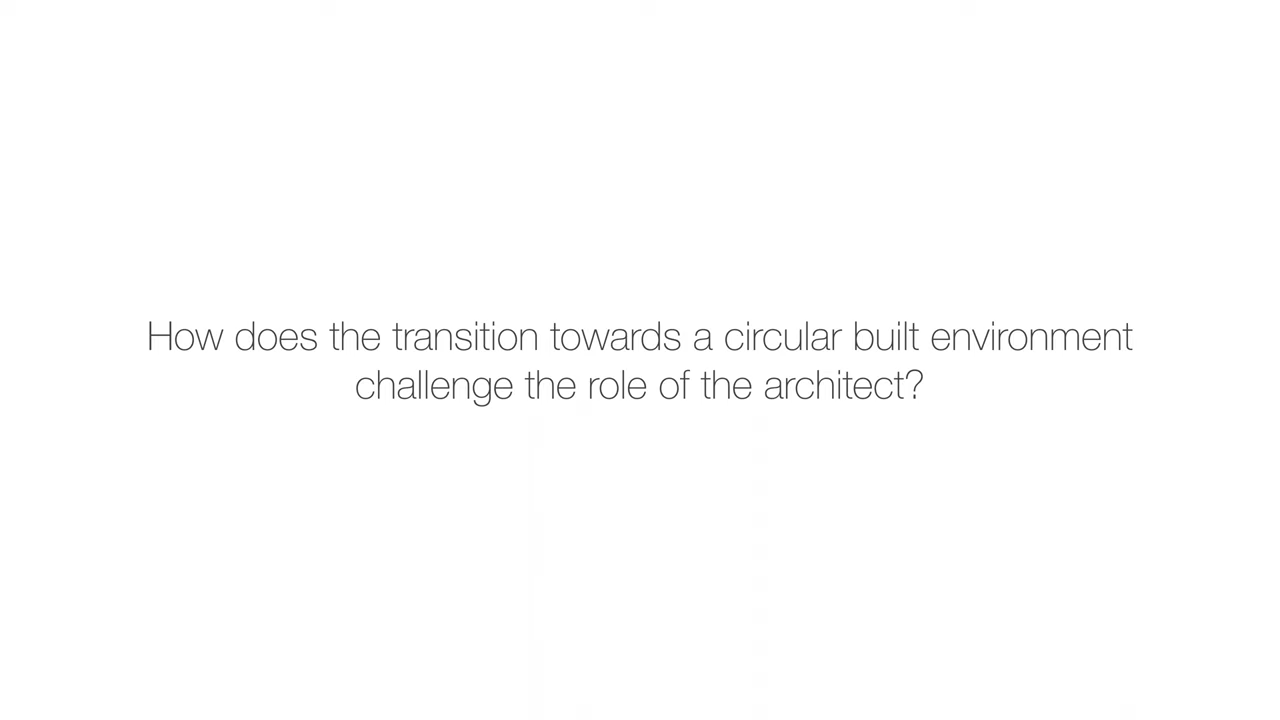 How does the transition towards a circular built environment
challenge the role of the architect?